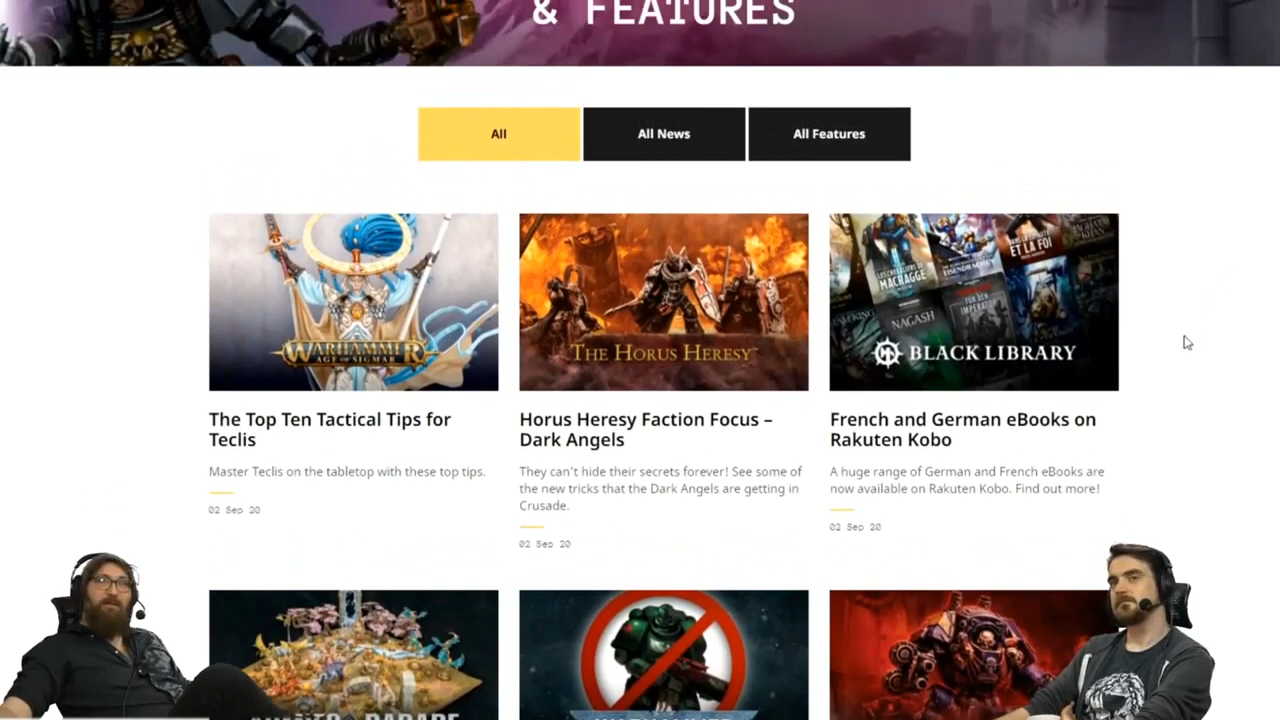 & FEATURES
All
All News
All Features
WARHAMMER
AGE OF SIGMAR
THE HORUS HERESY
LES CHEVALIERS DE
MACRAGGE
ET LA FOI
NAGASH
FÜR DEN
IMPERATOR
BLACK LIBRARY
The Top Ten Tactical Tips for
Teclis
Master Teclis on the tabletop with these top tips.
02 Sep 20
Horus Heresy Faction Focus –
Dark Angels
They can't hide their secrets forever! See some of
the new tricks that the Dark Angels are getting in
Crusade.
02 Sep 20
French and German eBooks on
Rakuten Kobo
A huge range of German and French eBooks are
now available on Rakuten Kobo. Find out more!
02 Sep 20